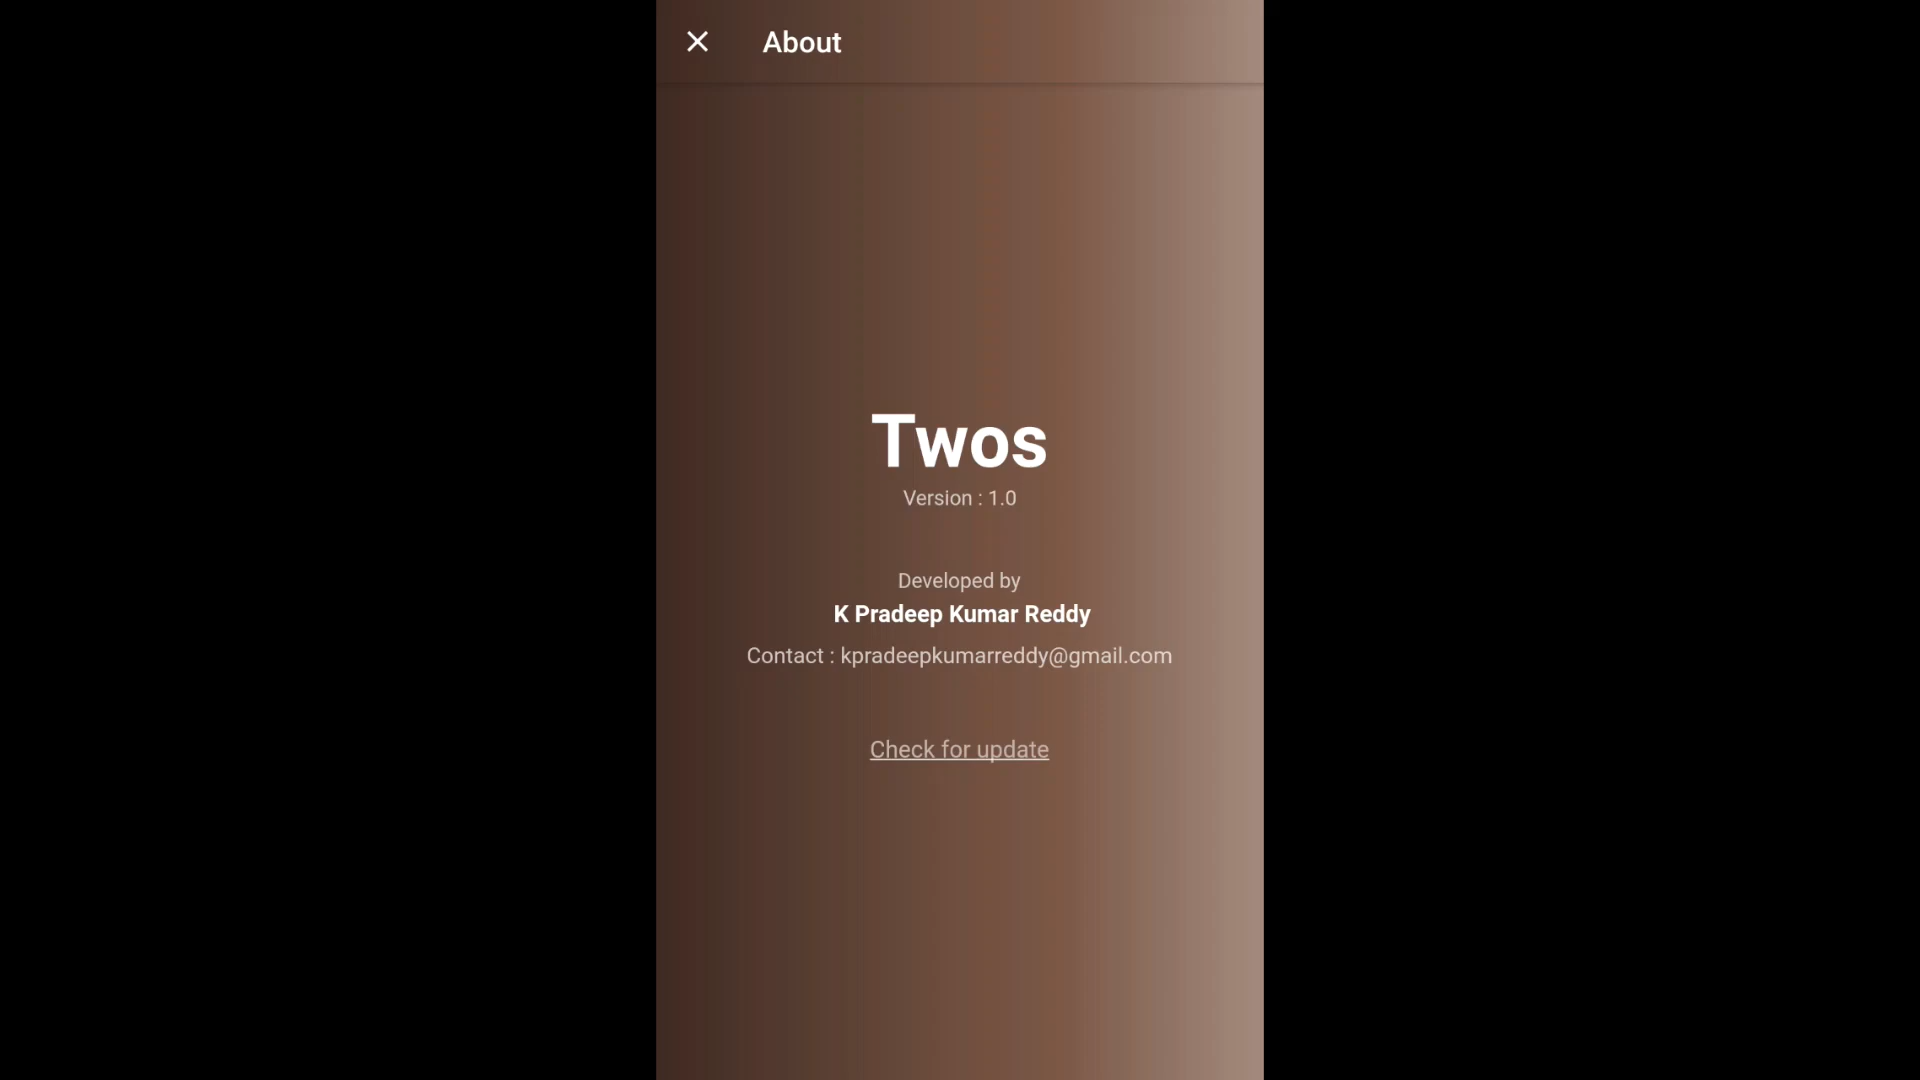 About
Twos
Version : 1.0
Developed by
K Pradeep Kumar Reddy
Contact : kpradeepkumarreddy@gmail.com
Check for update